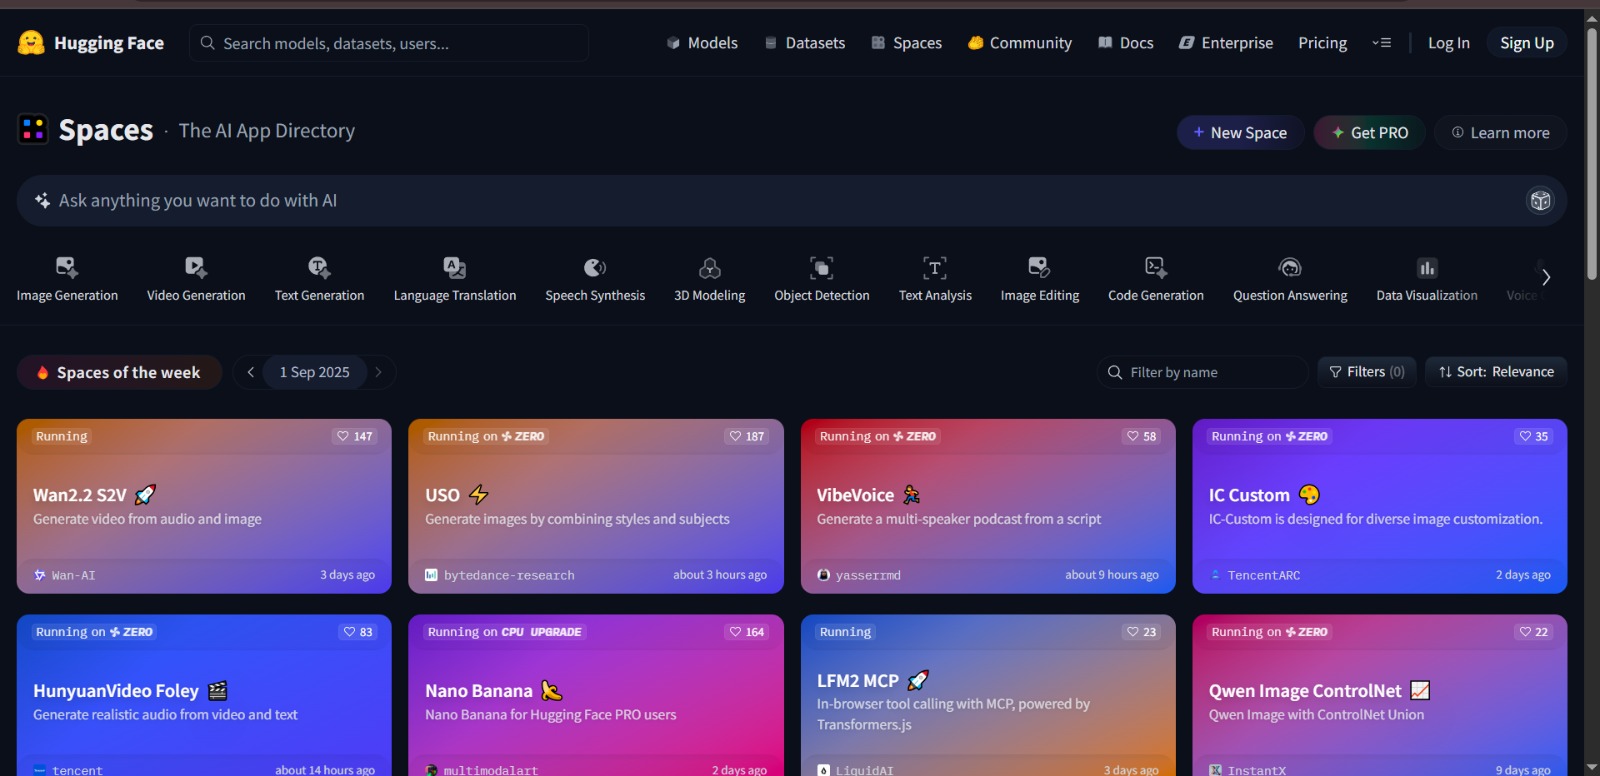 Hugging Face
Search models, datasets, users...
Models
Datasets
Spaces
Community
Docs
Enterprise
Pricing
Log In
Sign Up
Spaces · The AI App Directory
+ New Space
Get PRO
Learn more
Ask anything you want to do with AI
Image Generation
Video Generation
Text Generation
Language Translation
Speech Synthesis
3D Modeling
Object Detection
Text Analysis
Image Editing
Code Generation
Question Answering
Data Visualization
Voice
Spaces of the week
1 Sep 2025
Filter by name
Filters (0)
Sort: Relevance
Running
147
Wan2.2 S2V
Generate video from audio and image
Wan-AI
3 days ago
Running on ZERO
187
USO
Generate images by combining styles and subjects
bytedance-research
about 3 hours ago
Running on ZERO
58
VibeVoice
Generate a multi-speaker podcast from a script
yasserrmd
about 9 hours ago
Running on ZERO
35
IC Custom
IC-Custom is designed for diverse image customization.
TencentARC
2 days ago
Running on ZERO
83
HunyuanVideo Foley
Generate realistic audio from video and text
tencent
about 14 hours ago
Running on CPU UPGRADE
164
Nano Banana
Nano Banana for Hugging Face PRO users
multimodalart
2 days ago
Running
23
LFM2 MCP
In-browser tool calling with MCP, powered by
Transformers.js
LiquidAI
3 days ago
Running on ZERO
22
Qwen Image ControlNet
Qwen Image with ControlNet Union
InstantX
9 days ago